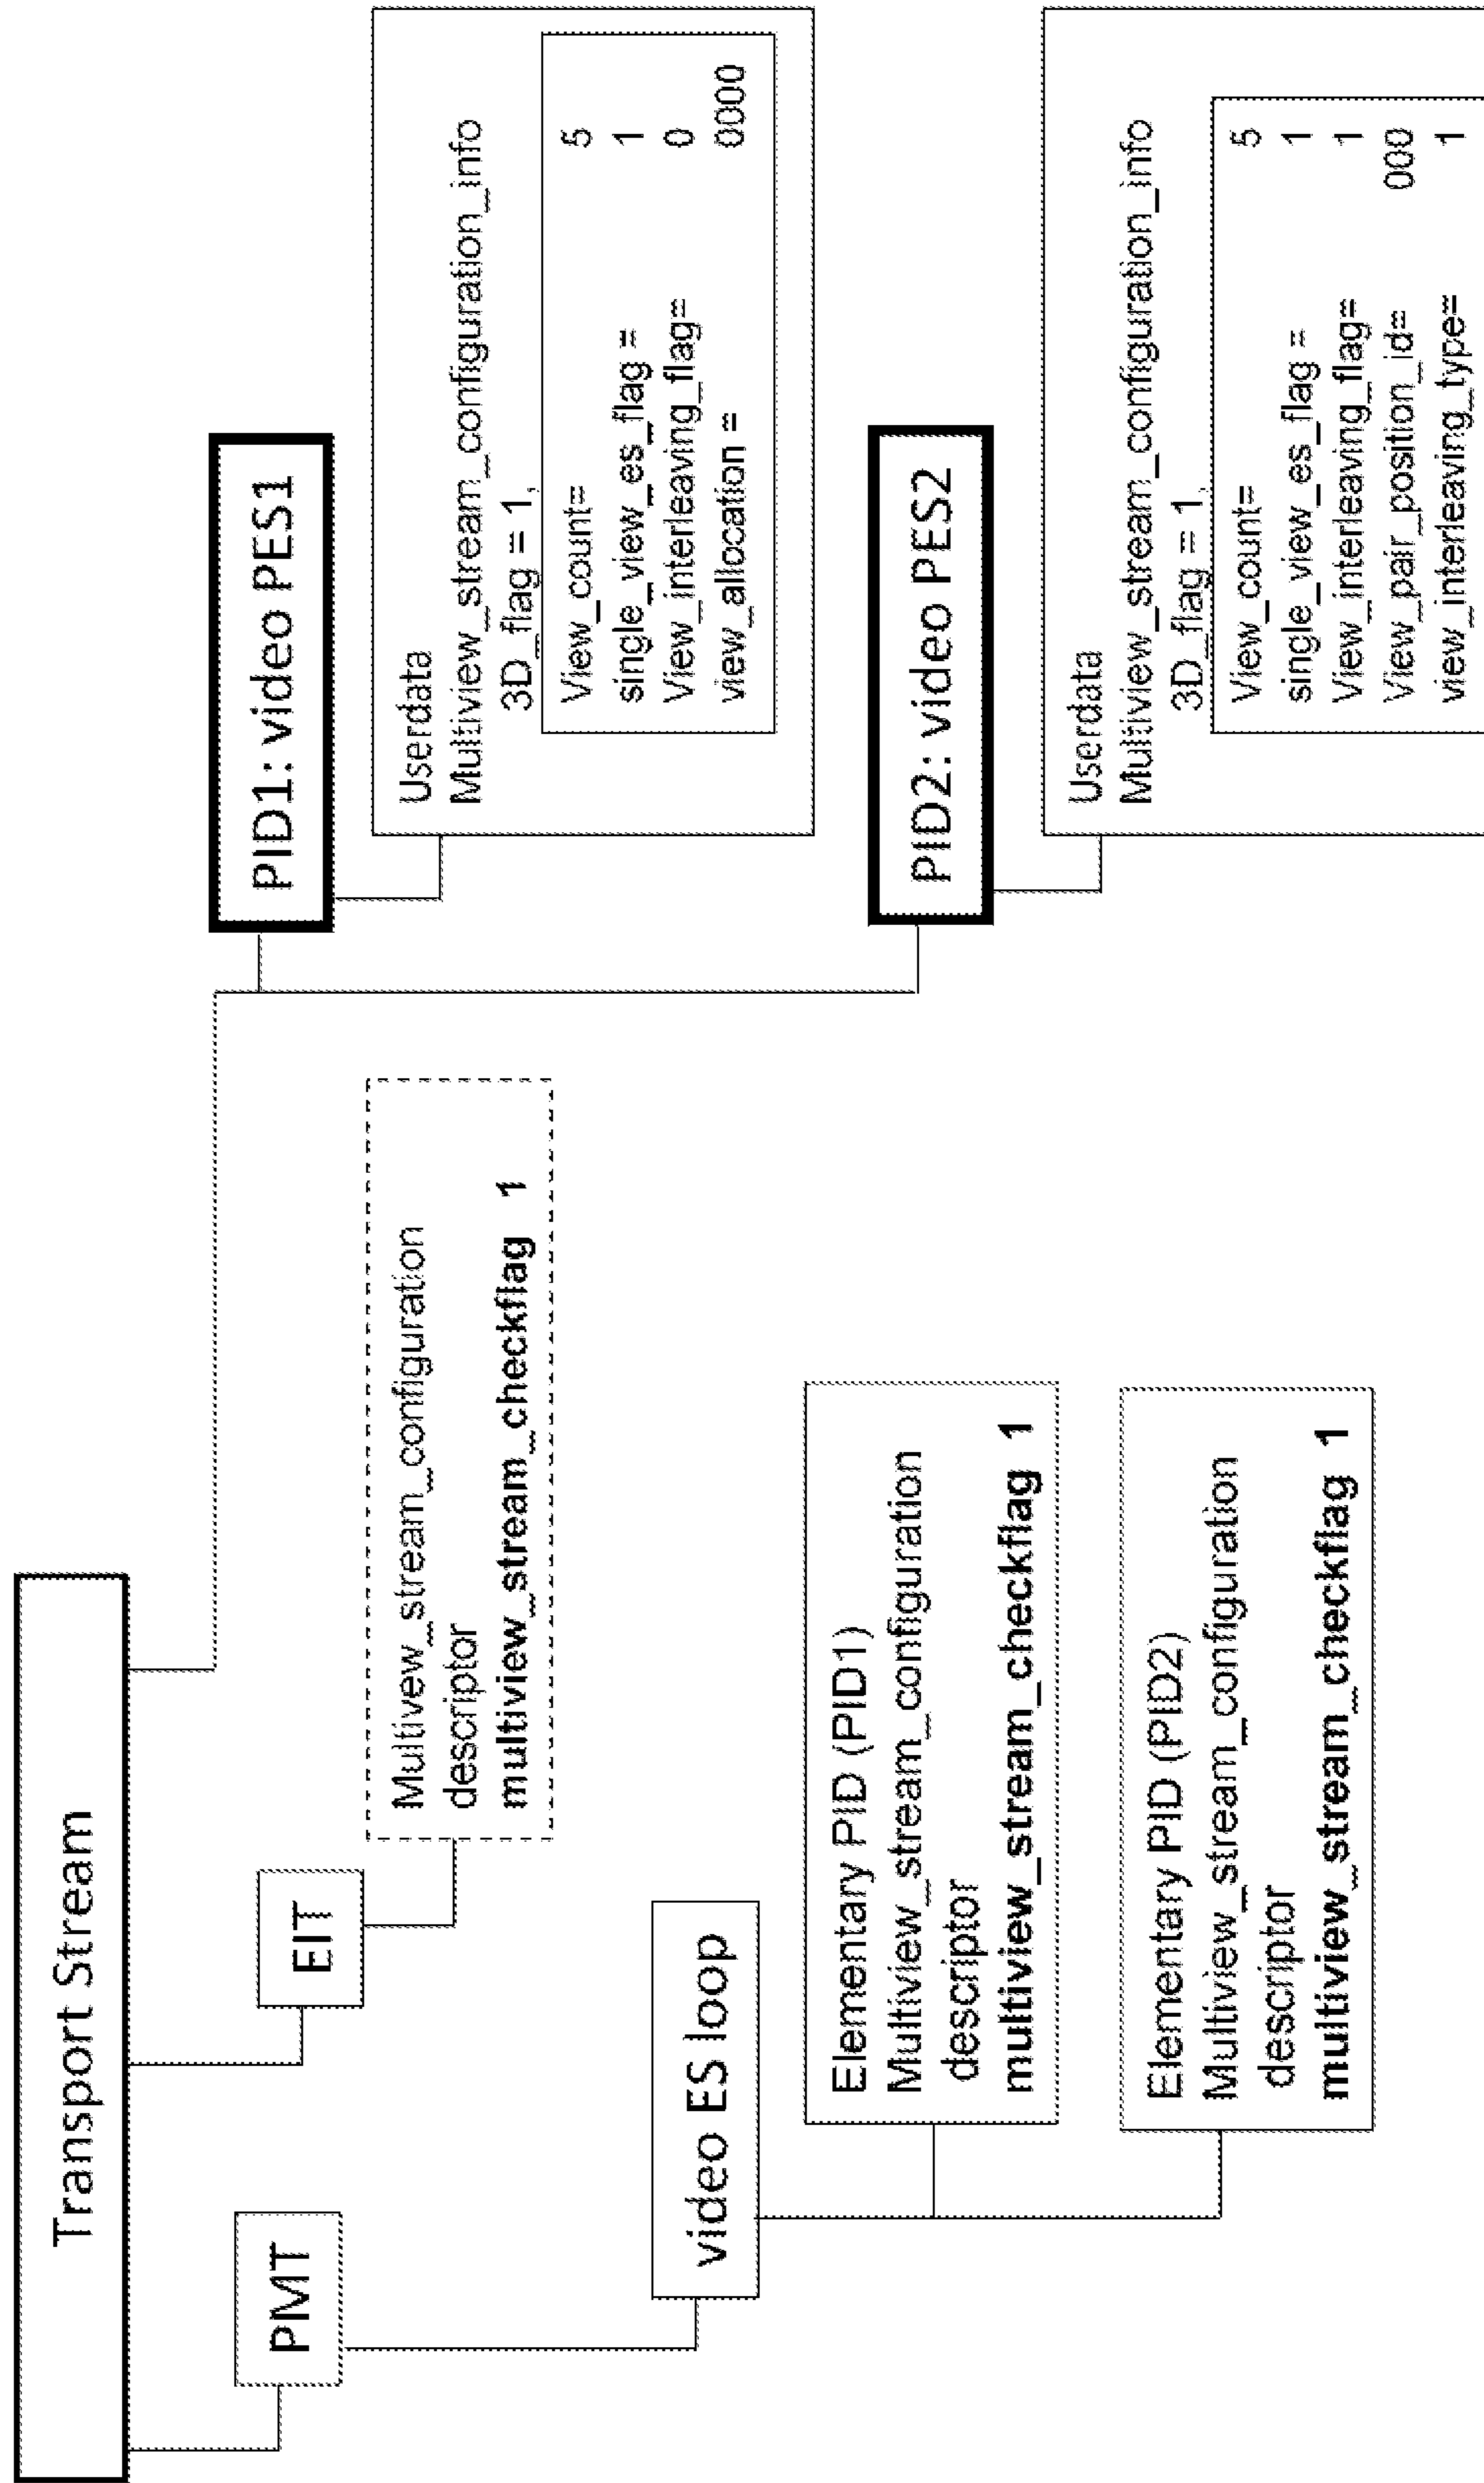 Transport Stream
PMT
EIT
Multivew_stream_configuration
descriptor
multiview_stream_checkflag 1
video ES loop
Elementary PID (PID1)
Multiview_stream_configuration
descriptor
multiview_stream_checkflag 1
Elementary PID (PID2)
Multiview_stream_configuration
descriptor
multiview_stream_checkflag 1
PID1: video PES1
Userdata
Multiview_stream_configuration_info
3D_flag = 1,
View_count= 5
single_view_es_flag = 1
View_interleaving_flag= 0
view_allocation = 0000
PID2: video PES2
Userdata
Multiview_stream_configuration_info
3D_flag = 1,
View_count= 5
single_view_es_flag = 1
View_interleaving_flag= 1
View_pair_position_id= 000
view_interleaving_type= 1